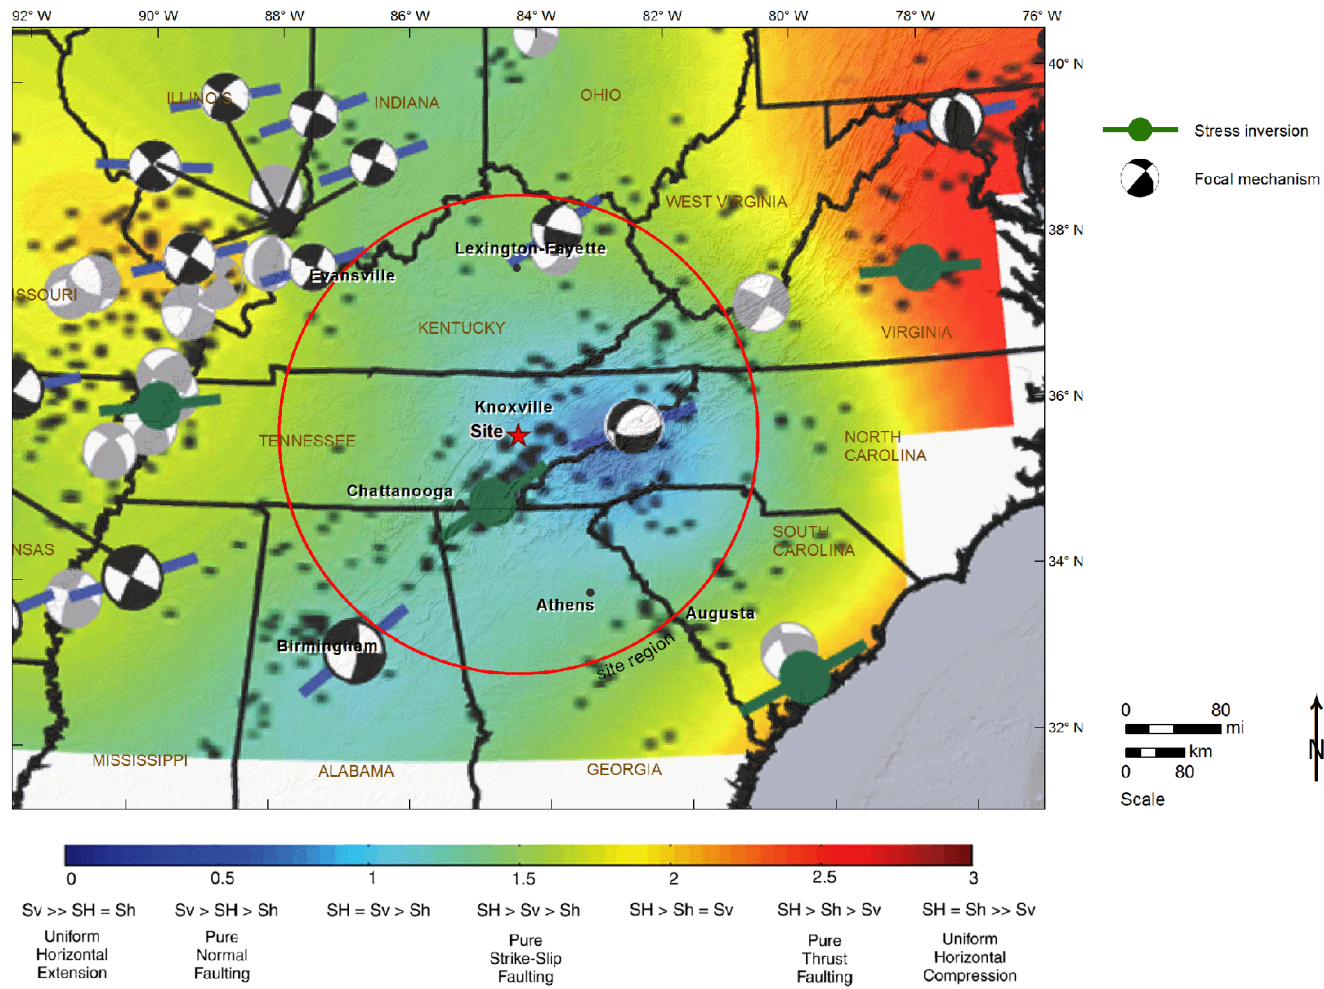 92° W 90° W 88° W 86° W 84° W 82° W 80° W 78° W 76° W
40° N
ILLINOIS
INDIANA
OHIO
Stress inversion
Focal mechanism
WEST VIRGINIA
38° N
Lexington-Fayette
Evansville
ISSOURI
KENTUCKY
VIRGINIA
36° N
Knoxville
Site
TENNESSEE
NORTH
CAROLINA
Chattanooga
NSAS
SOUTH
CAROLINA
34° N
Athens
Augusta
Birmingham
site region
32° N
MISSISSIPPI
ALABAMA
GEORGIA
0 80
mi
km
0 80
Scale
N
0 0.5 1 1.5 2 2.5 3
Sv >> SH = Sh Sv > SH > Sh SH = Sv > Sh SH > Sv > Sh SH > Sh = Sv SH > Sh > Sv SH = Sh >> Sv
Uniform
Horizontal
Extension
Pure
Normal
Faulting
Pure
Strike-Slip
Faulting
Pure
Thrust
Faulting
Uniform
Horizontal
Compression